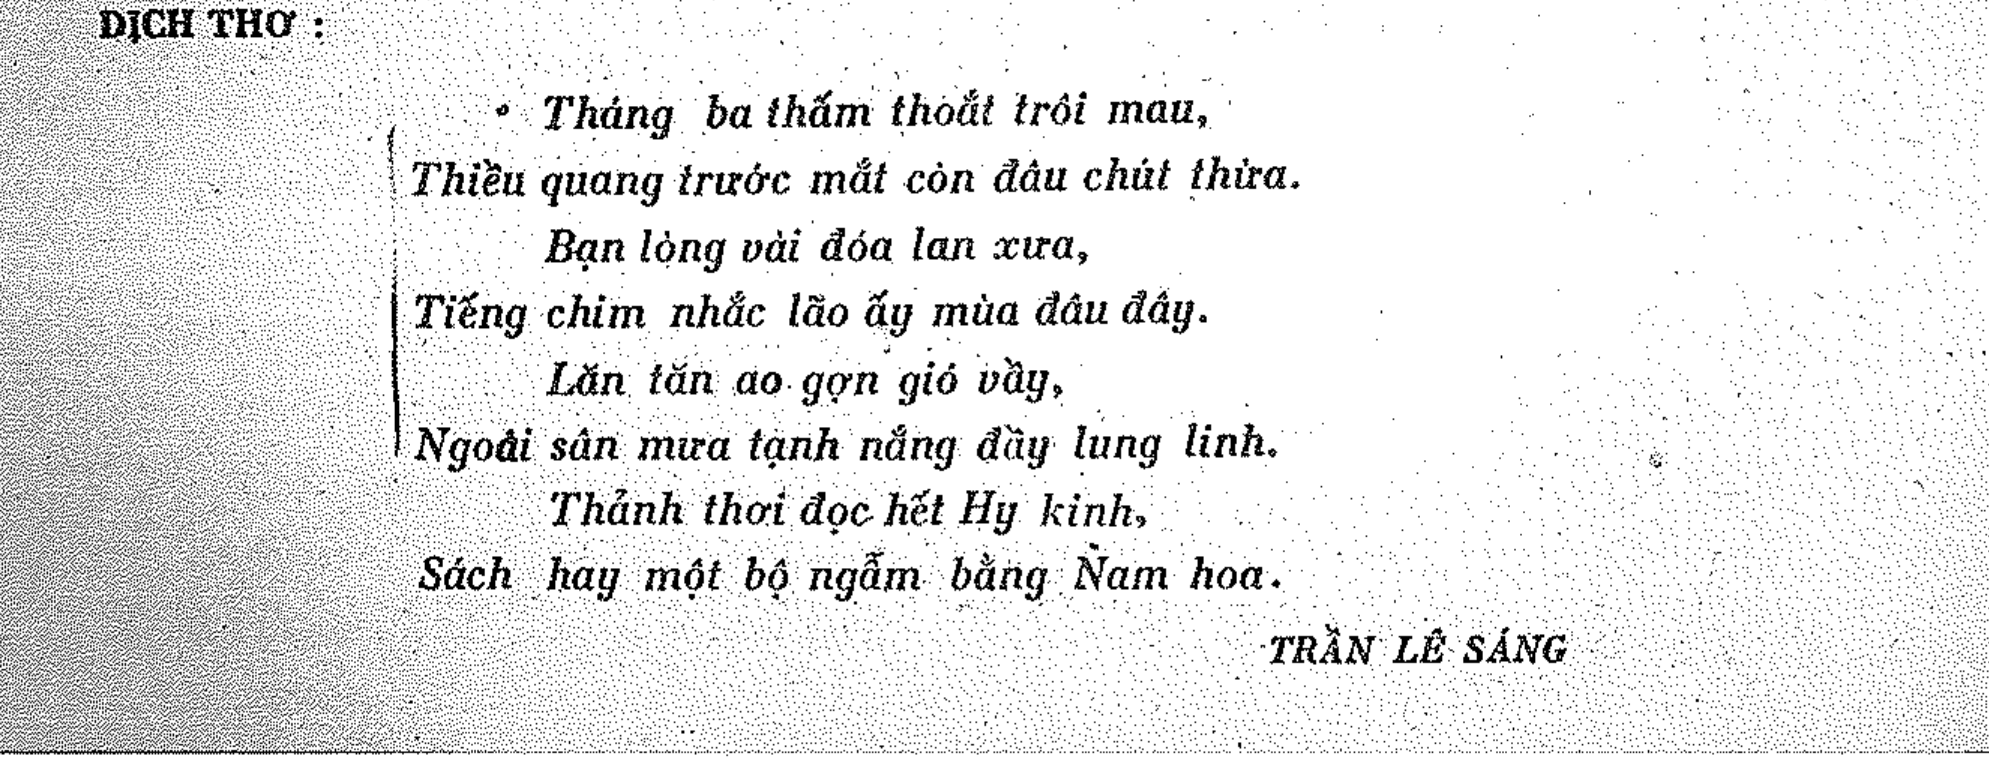 DỊCH THƠ :
Tháng ba thấm thoắt trôi mau,
Thiều quang trước mắt còn đâu chút thừa.
Bạn lòng vài đóa lan xưa,
Tiếng chim nhắc lão ấy mùa đâu đây.
Lăn tăn ao gợn gió vầy,
Ngoài sân mưa tạnh nắng đầy lung linh.
Thảnh thơi đọc hết Hy kinh,
Sách hay một bộ ngẫm bằng Nam hoa.
TRẦN LÊ SÁNG